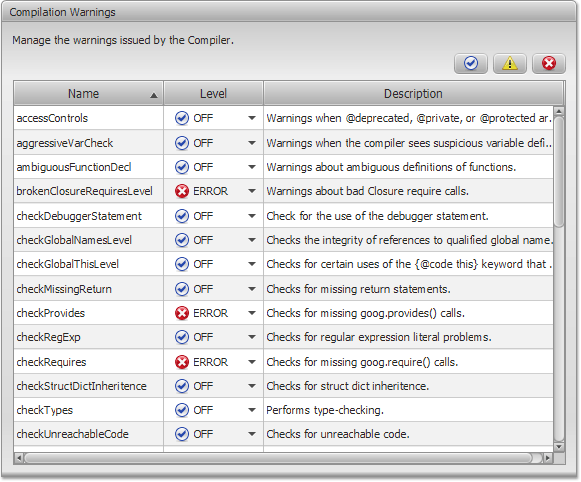 Compilation Warnings
Manage the warnings issued by the Compiler.
Name Level Description
accessControls OFF Warnings when @deprecated, @private, or @protected ar...
aggressiveVarCheck OFF Warnings when the compiler sees suspicious variable defi...
ambiguousFunctionDecl OFF Warnings about ambiguous definitions of functions.
brokenClosureRequiresLevel ERROR Warnings about bad Closure require calls.
checkDebuggerStatement OFF Check for the use of the debugger statement.
checkGlobalNamesLevel OFF Checks the integrity of references to qualified global name...
checkGlobalThisLevel OFF Checks for certain uses of the {@code this} keyword that ...
checkMissingReturn OFF Checks for missing return statements.
checkProvides ERROR Checks for missing goog.provides() calls.
checkRegExp OFF Checks for regular expression literal problems.
checkRequires ERROR Checks for missing goog.require() calls.
checkStructDictInheritence OFF Checks for struct dict inheritence.
checkTypes OFF Performs type-checking.
checkUnreachableCode OFF Checks for unreachable code.